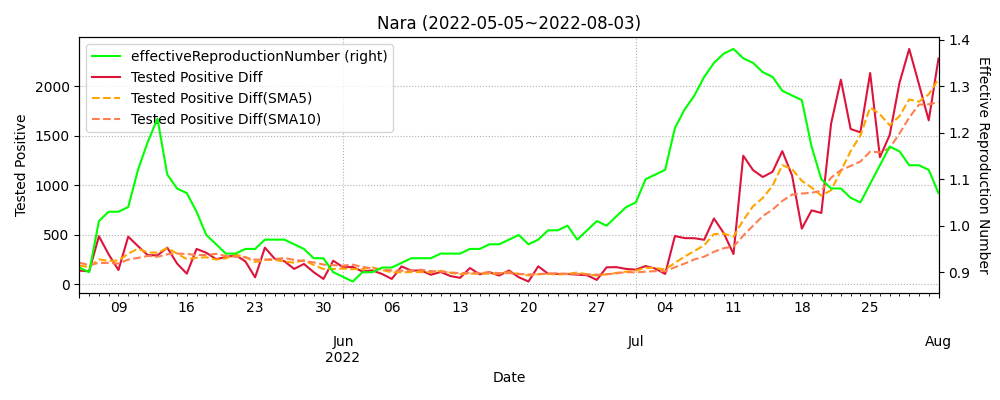 Nara (2022-05-05~2022-08-03)
effectiveReproductionNumber (right)
Tested Positive Diff
Tested Positive Diff(SMA5)
Tested Positive Diff(SMA10)
Tested Positive
2000
1500
1000
500
0
1.4
1.3
1.2
1.1
1.0
0.9
Effective Reproduction Number
09 16 23 30 06 13 20 27 04 11 18 25
Jun Jul Aug
2022
Date